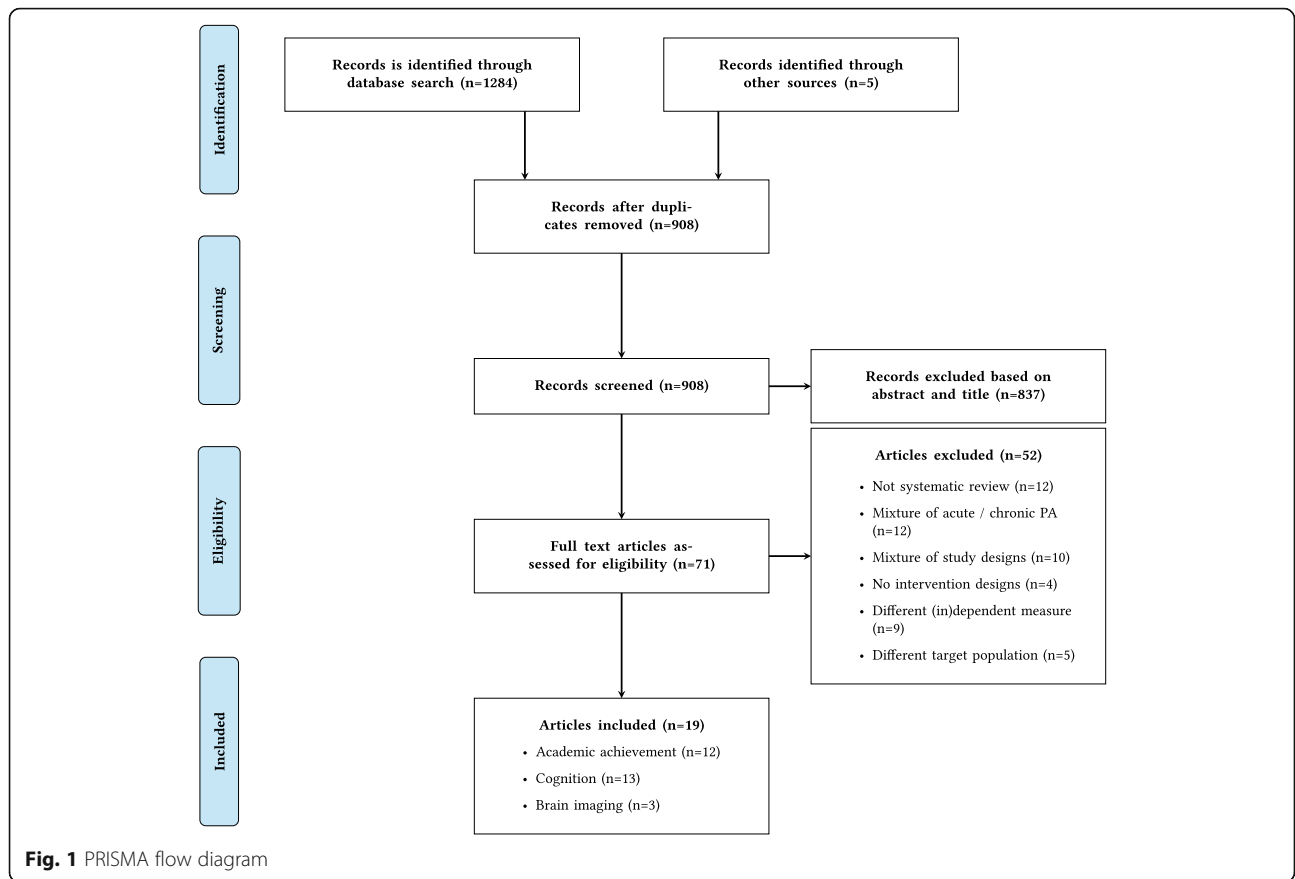 Identification
Records is identified through
database search (n=1284)
Records identified through
other sources (n=5)
Records after dupli-
cates removed (n=908)
Screening
Records screened (n=908)
Records excluded based on
abstract and title (n=837)
Eligibility
Full text articles as-
sessed for eligibility (n=71)
Articles excluded (n=52)
• Not systematic review (n=12)
• Mixture of acute / chronic PA
(n=12)
• Mixture of study designs (n=10)
• No intervention designs (n=4)
• Different (in)dependent measure
(n=9)
• Different target population (n=5)
Included
Articles included (n=19)
• Academic achievement (n=12)
• Cognition (n=13)
• Brain imaging (n=3)
Fig. 1 PRISMA flow diagram